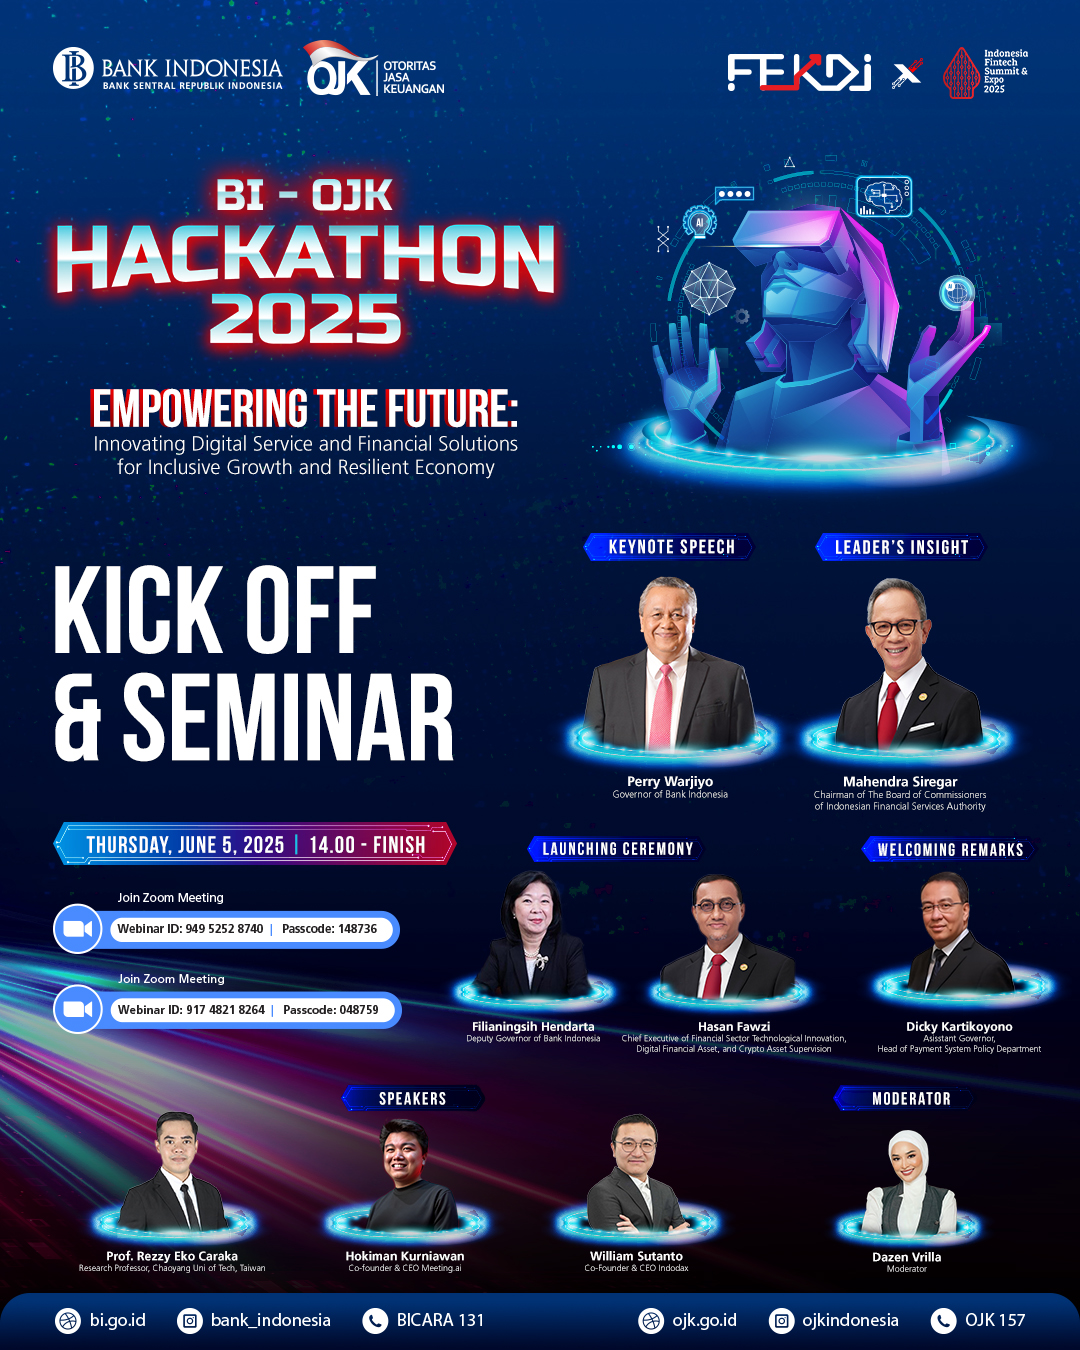 BANK INDONESIA
BANK SENTRAL REPUBLIK INDONESIA
OJK
OTORITAS
JASA
KEUANGAN
FEKDi
X
Indonesia
Fintech
Summit &
Expo
2025
BI - OJK
HACKATHON
2025
AI
AI
EMPOWERING THE FUTURE:
Innovating Digital Service and Financial Solutions
for Inclusive Growth and Resilient Economy
KICK OFF
& SEMINAR
KEYNOTE SPEECH
Perry Warjiyo
Governor of Bank Indonesia
LEADER'S INSIGHT
Mahendra Siregar
Chairman of The Board of Commissioners
of Indonesian Financial Services Authority
THURSDAY, JUNE 5, 2025 | 14.00 - FINISH
Join Zoom Meeting
Webinar ID: 949 5252 8740 | Passcode: 148736
Join Zoom Meeting
Webinar ID: 917 4821 8264 | Passcode: 048759
LAUNCHING CEREMONY
Filianingsih Hendarta
Deputy Governor of Bank Indonesia
Hasan Fawzi
Chief Executive of Financial Sector Technological Innovation,
Digital Financial Asset, and Crypto Asset Supervision
WELCOMING REMARKS
Dicky Kartikoyono
Asisstant Governor,
Head of Payment System Policy Department
SPEAKERS
Prof. Rezzy Eko Caraka
Research Professor, Chaoyang Uni of Tech, Taiwan
Hokiman Kurniawan
Co-founder & CEO Meeting.ai
William Sutanto
Co-Founder & CEO Indodax
MODERATOR
Dazen Vrilla
Moderator
bi.go.id
bank_indonesia
BICARA 131
ojk.go.id
ojkindonesia
OJK 157